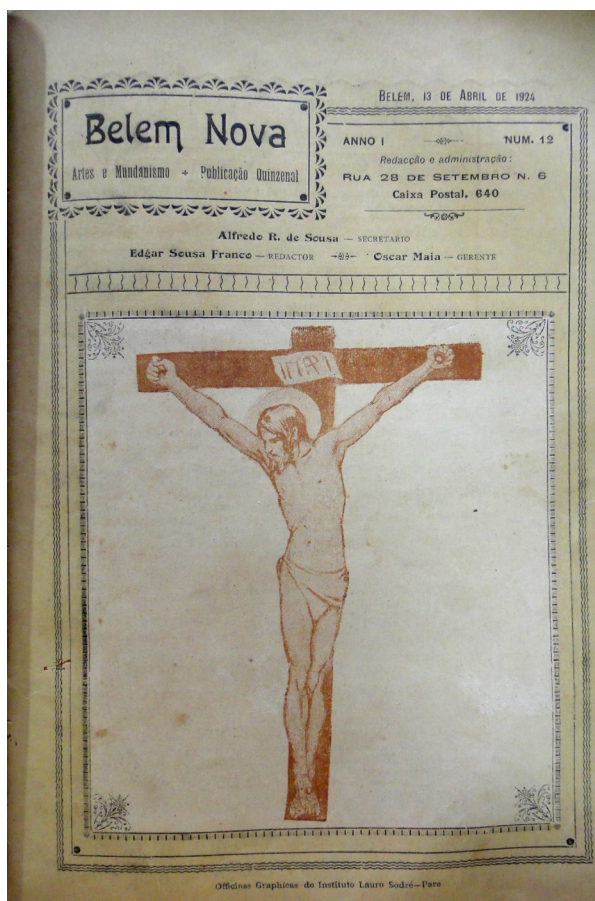 BELEM, 13 DE ABRIL DE 1924
Belem Nova
Artes e Mundanismo + Publicação Quinzenal
ANNO I NUM. 12
Redacção e administração:
RUA 28 DE SETEMBRO N. 6
Caixa Postal, 640
Alfredo R. de Sousa — SECRETARIO
Edgar Sousa Franco — REDACTOR Oscar Maia — GERENTE
Officinas Graphicas do Instituto Lauro Sodré—Para